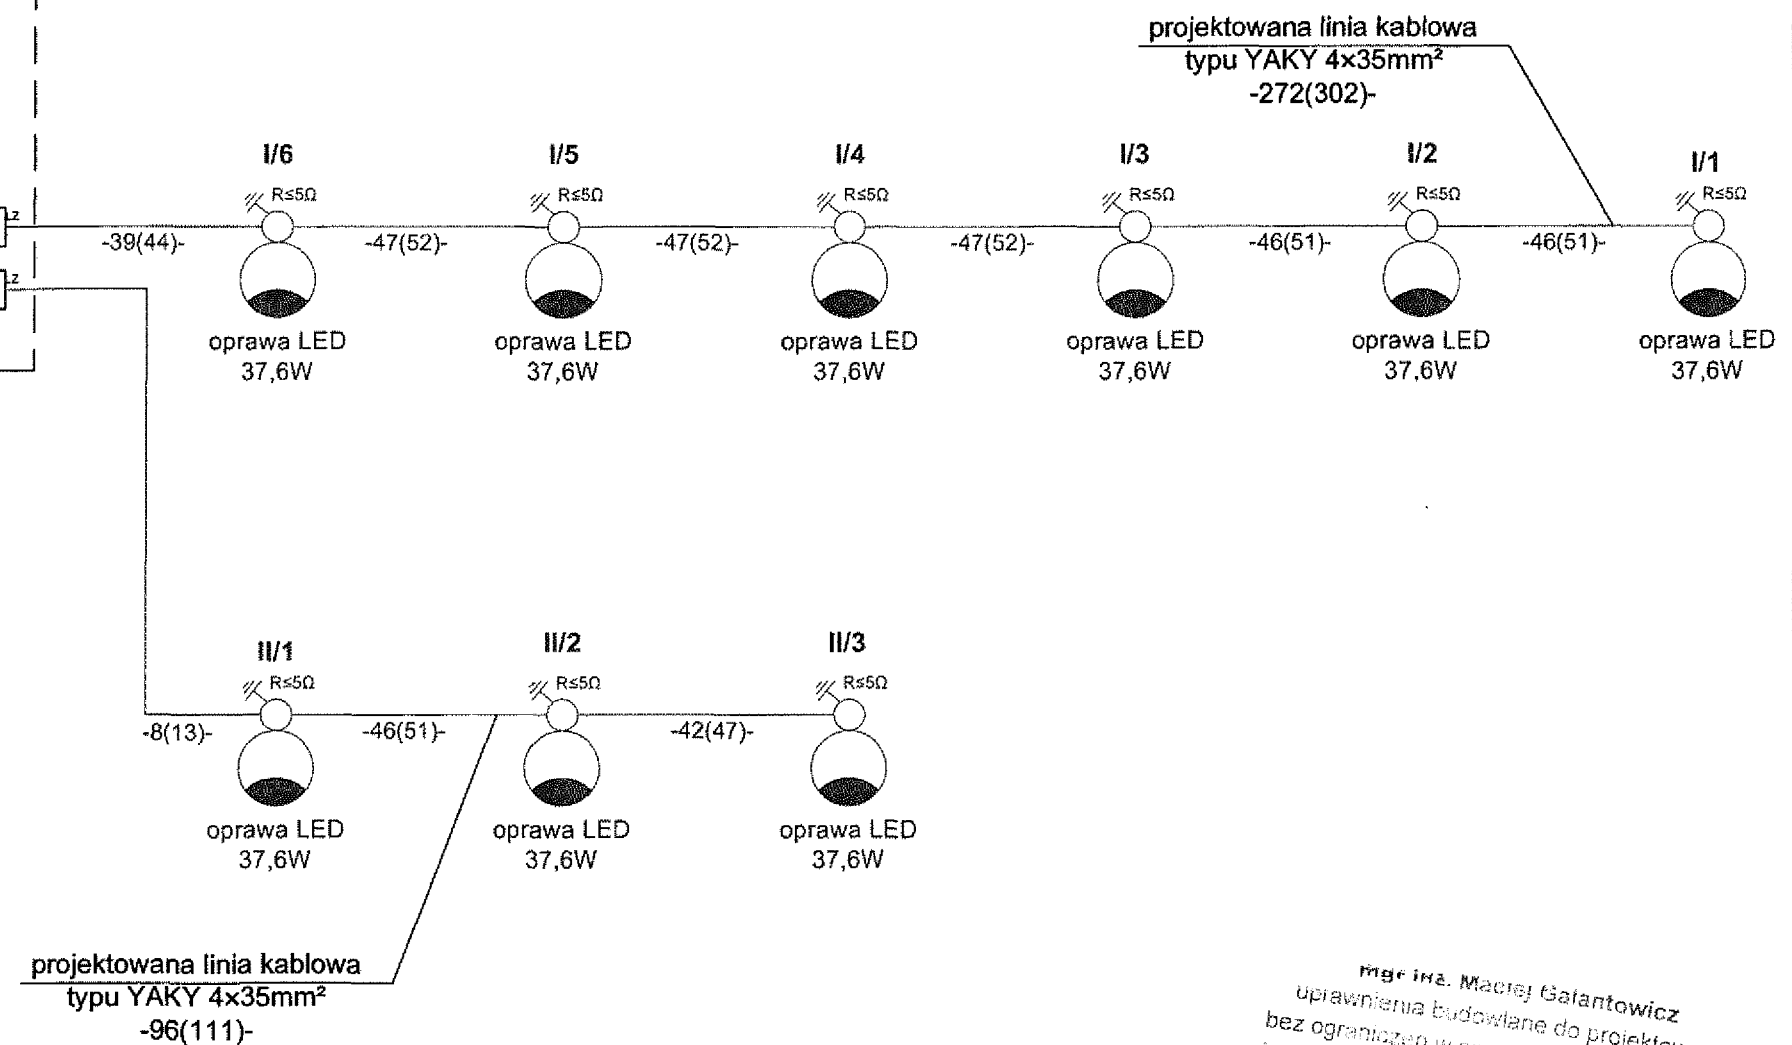 projektowana linia kablowa
typu YAKY 4×35mm²
-272(302)-
I/6 I/5 I/4 I/3 I/2 I/1
R≤5Ω R≤5Ω R≤5Ω R≤5Ω R≤5Ω R≤5Ω
LZ
-39(44)- -47(52)- -47(52)- -47(52)- -46(51)- -46(51)-
LZ
oprawa LED oprawa LED oprawa LED oprawa LED oprawa LED oprawa LED
37,6W 37,6W 37,6W 37,6W 37,6W 37,6W
II/1 II/2 II/3
R≤5Ω R≤5Ω R≤5Ω
-8(13)- -46(51)- -42(47)-
oprawa LED oprawa LED oprawa LED
37,6W 37,6W 37,6W
projektowana linia kablowa
typu YAKY 4×35mm²
-96(111)-
mgr inż. Maciej Galantowicz
uprawnienia budowlane do
bez ograniczeń w